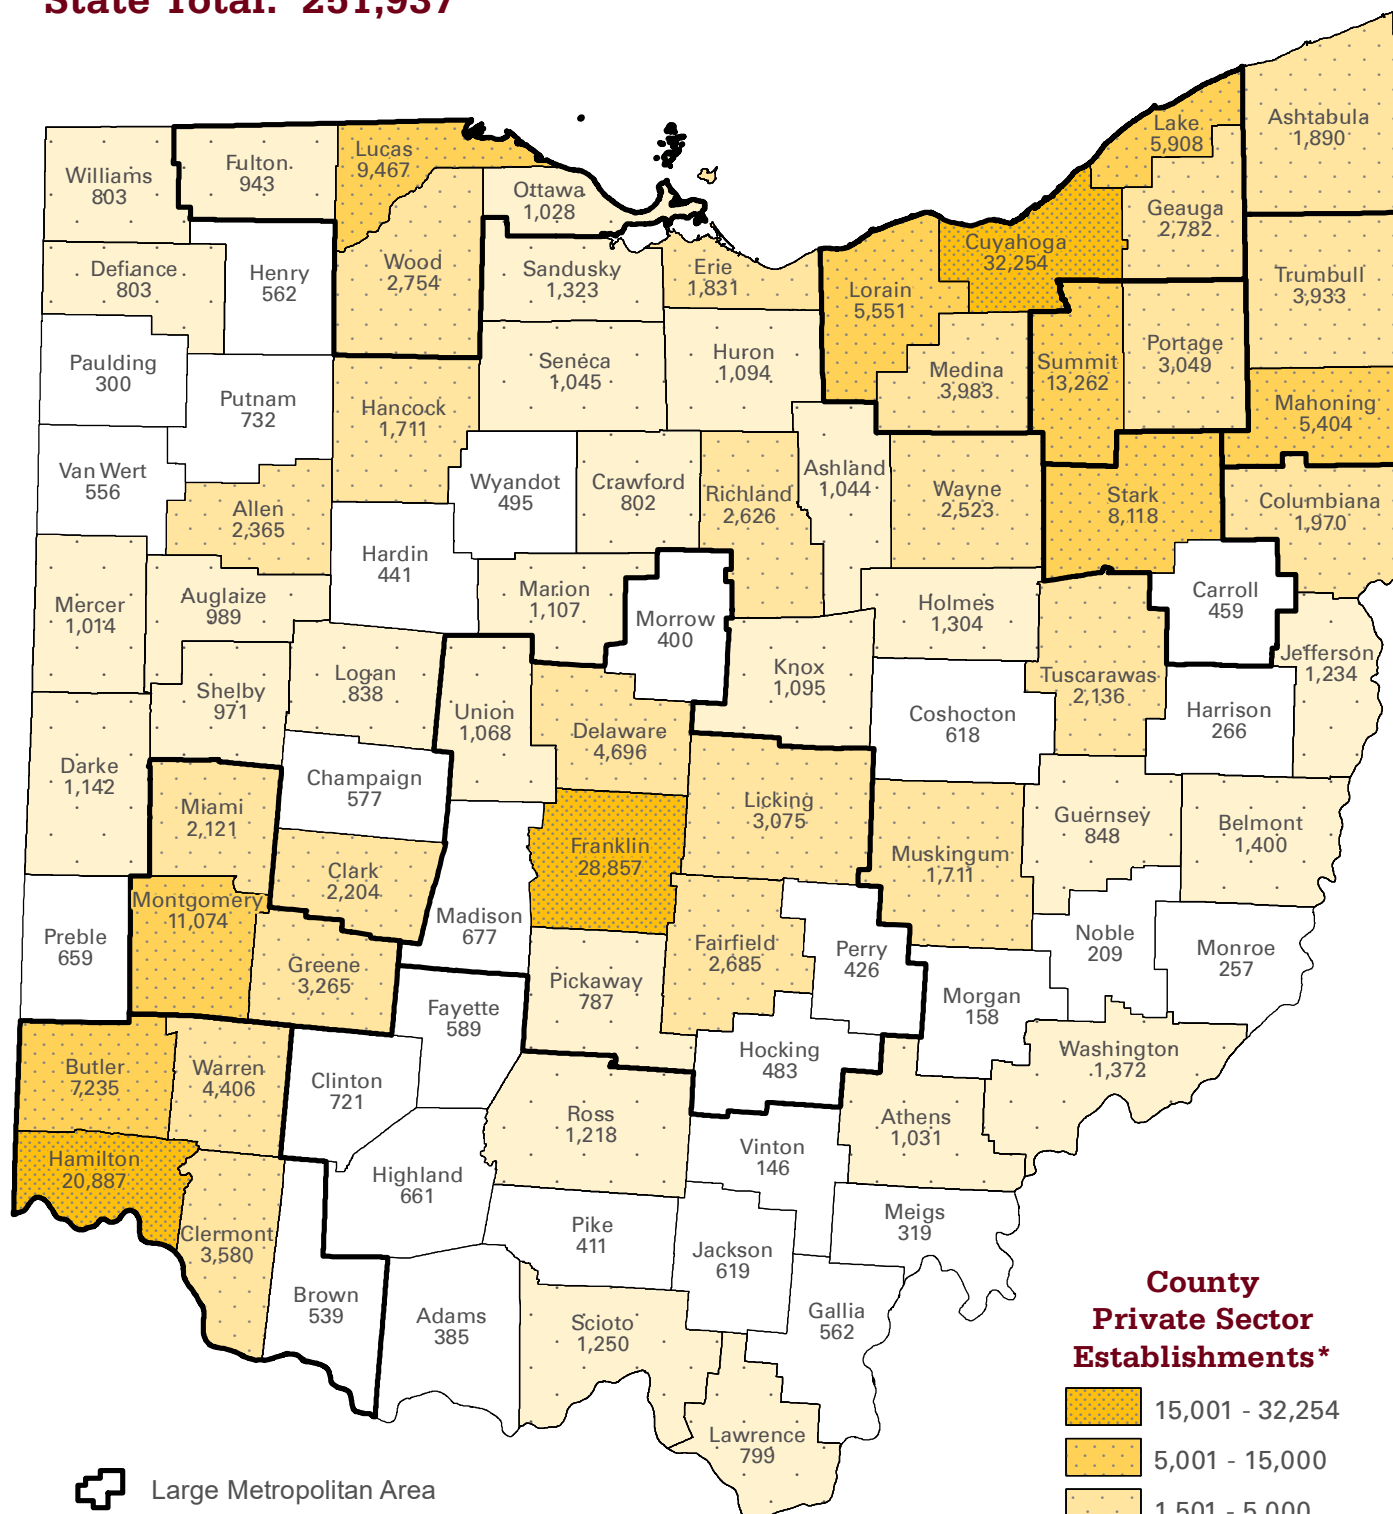 State Total: 251,937
Williams
803
Fulton
943
Lucas
9,467
Ottawa
1,028
Lake
5,908
Ashtabula
1,890
Defiance
803
Henry
562
Wood
2,754
Sandusky
1,323
Erie
1,831
Lorain
5,551
Cuyahoga
32,254
Geauga
2,782
Trumbull
3,933
Paulding
300
Putnam
732
Hancock
1,711
Seneca
1,045
Huron
1,094
Medina
3,983
Summit
13,262
Portage
3,049
Mahoning
5,404
Van Wert
556
Allen
2,365
Wyandot
495
Crawford
802
Richland
2,626
Ashland
1,044
Wayne
2,523
Stark
8,118
Columbiana
1,970
Hardin
441
Mercer
1,014
Auglaize
989
Marion
1,107
Morrow
400
Holmes
1,304
Carroll
459
Jefferson
1,234
Shelby
971
Logan
838
Union
1,068
Delaware
4,696
Knox
1,095
Coshocton
618
Tuscarawas
2,136
Harrison
266
Darke
1,142
Miami
2,121
Champaign
577
Licking
3,075
Muskingum
1,711
Guernsey
848
Belmont
1,400
Franklin
28,857
Clark
2,204
Madison
677
Preble
659
Montgomery
11,074
Greene
3,265
Fairfield
2,685
Perry
426
Noble
209
Monroe
257
Pickaway
787
Fayette
589
Morgan
158
Butler
7,235
Warren
4,406
Clinton
721
Hocking
483
Washington
1,372
Ross
1,218
Athens
1,031
Vinton
146
Hamilton
20,887
Highland
661
Clermont
3,580
Pike
411
Jackson
619
Meigs
319
Brown
539
Adams
385
Scioto
1,250
Gallia
562
Lawrence
799
County
Private Sector
Establishments*
15,001 - 32,254
5,001 - 15,000
1,501 - 5,000
Large Metropolitan Area